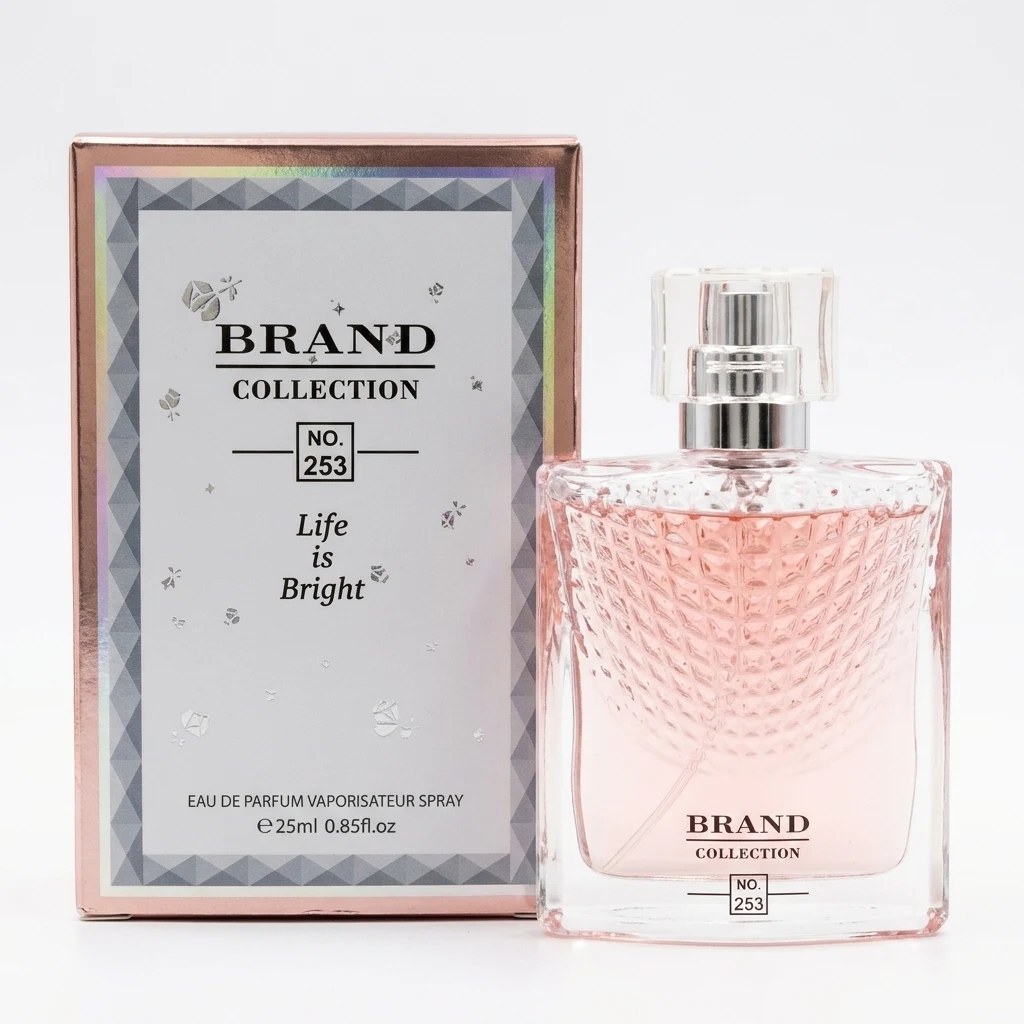 BRAND
COLLECTION
NO.
253
Life
is
Bright
EAU DE PARFUM VAPORISATEUR SPRAY
℮25ml 0.85fl.oz
BRAND
COLLECTION
NO.
253